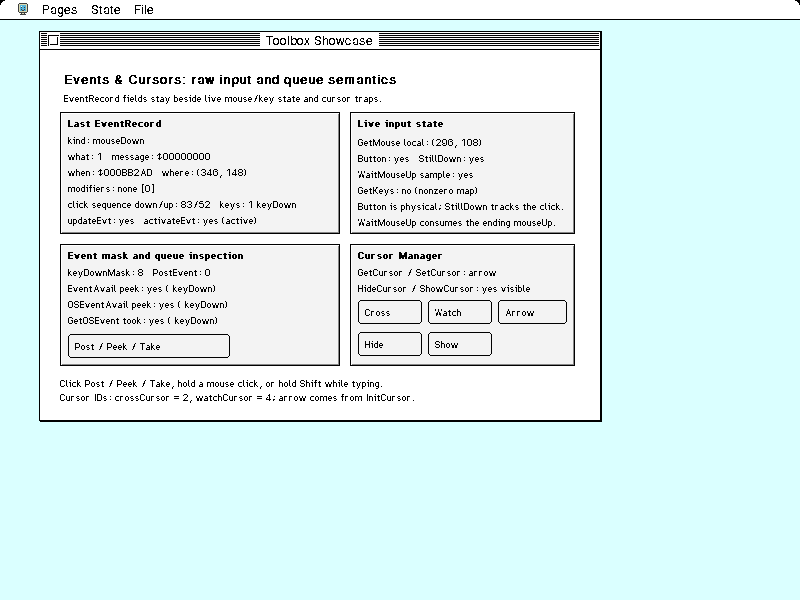 Pages State File
Toolbox Showcase
Events & Cursors: raw input and queue semantics
EventRecord fields stay beside live mouse/key state and cursor traps.
Last EventRecord
kind: mouseDown
what: 1 message: $00000000
when: $000BB2AD where: (346, 148)
modifiers: none [0]
click sequence down/up: 83/52 keys: 1 keyDown
updateEvt: yes activateEvt: yes (active)
Live input state
GetMouse local: (296, 108)
Button: yes StillDown: yes
WaitMouseUp sample: yes
GetKeys: no (nonzero map)
Button is physical; StillDown tracks the click.
WaitMouseUp consumes the ending mouseUp.
Event mask and queue inspection
keyDownMask: 8 PostEvent: 0
EventAvail peek: yes ( keyDown)
OSEventAvail peek: yes ( keyDown)
GetOSEvent took: yes ( keyDown)
Post / Peek / Take
Cursor Manager
GetCursor / SetCursor: arrow
HideCursor / ShowCursor: yes visible
Cross Watch Arrow
Hide Show
Click Post / Peek / Take, hold a mouse click, or hold Shift while typing.
Cursor IDs: crossCursor = 2, watchCursor = 4; arrow comes from InitCursor.